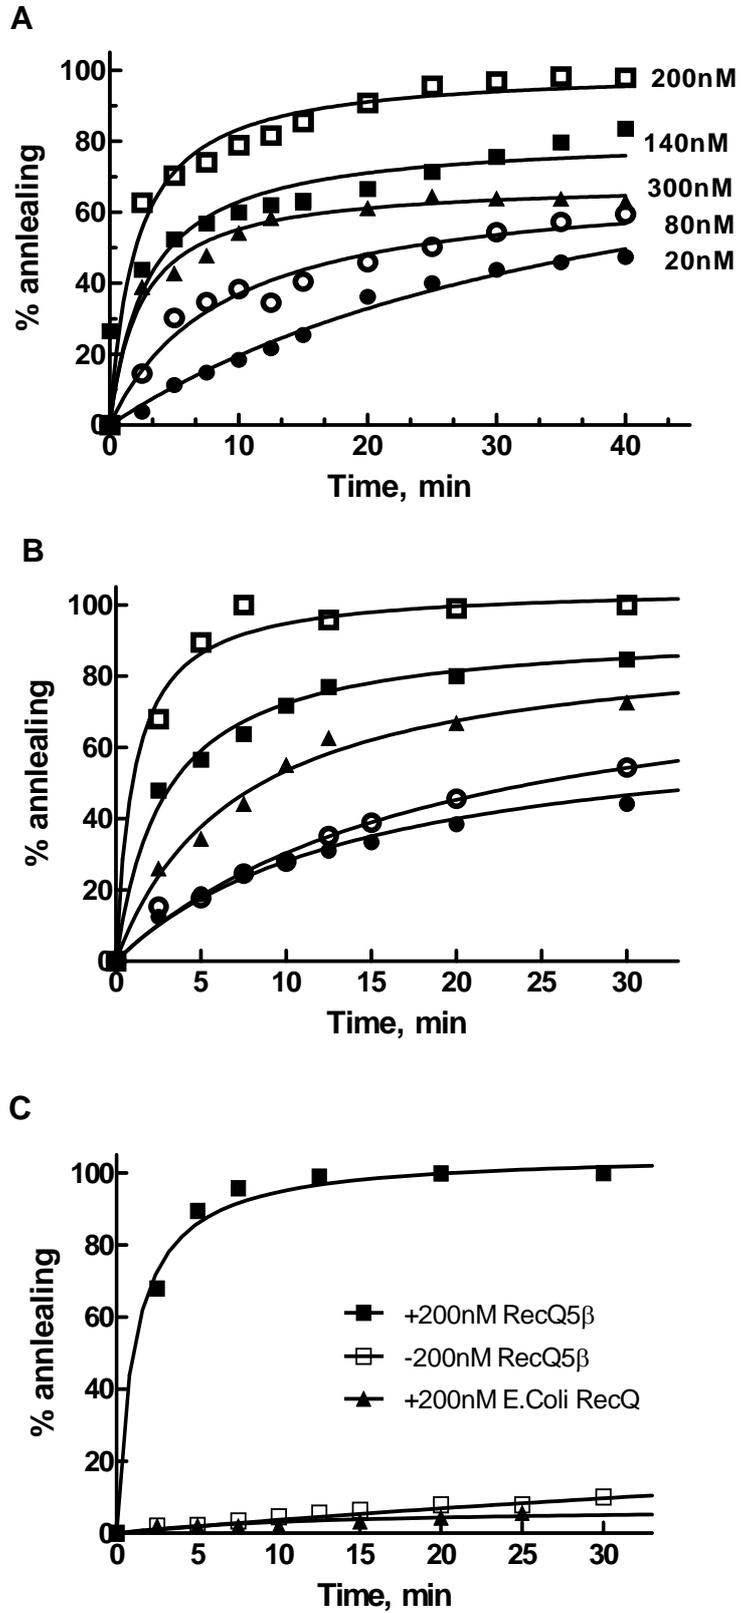 A
100
80
60
40
20
0
% annlealing
200nM
140nM
300nM
80nM
20nM
0 10 20 30 40
Time, min
B
100
80
60
40
20
0
% annlealing
0 5 10 15 20 25 30
Time, min
C
100
80
60
40
20
0
% annlealing
+200nM RecQ5β
-200nM RecQ5β
+200nM E.Coli RecQ
0 5 10 15 20 25 30
Time, min